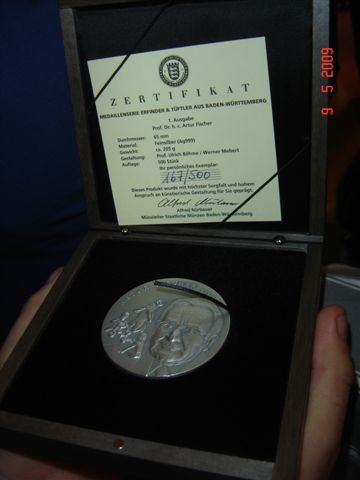 ZERTIFIKAT
MEDAILLENSERIE ERFINDER & TÜFTLER AUS BADEN-WÜRTTEMBERG
1. Ausgabe
Prof. Dr. h. c. Artur Fischer
Durchmesser: 65 mm
Material: Feinsilber (Ag999)
Gewicht: ca. 205 g
Gestaltung: Prof. Ulrich Böhme / Werner Mebert
Auflage: 500 Stück
Ihr persönliches Exemplar:
167/500
Dieses Produkt wurde mit höchster Sorgfalt und hohem
Anspruch an künstlerische Gestaltung für Sie geprägt.
Alfred Nürbauer
Münzleiter Staatliche Münzen Baden-Württemberg
9 5 2009